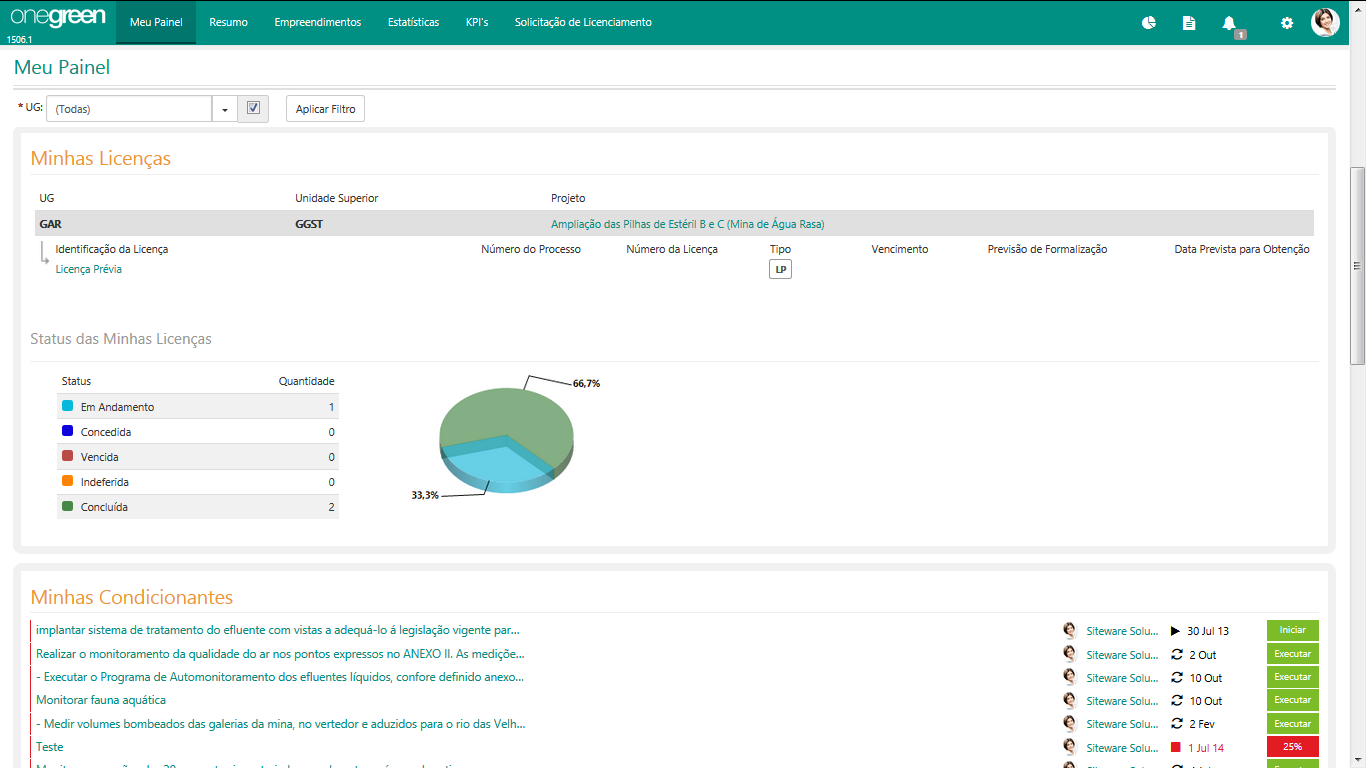 onegreen
Meu Painel Resumo Empreendimentos Estatísticas KPI's Solicitação de Licenciamento
1
1506.1
Meu Painel
* UG: (Todas) Aplicar Filtro
Minhas Licenças
UG Unidade Superior Projeto
GAR GGST Ampliação das Pilhas de Estéril B e C (Mina de Água Rasa)
Identificação da Licença Número do Processo Número da Licença Tipo Vencimento Previsão de Formalização Data Prevista para Obtenção
Licença Prévia LP
Status das Minhas Licenças
Status Quantidade
66,7%
Em Andamento 1
Concedida 0
Vencida 0
Indeferida 0
33,3%
Concluída 2
Minhas Condicionantes
implantar sistema de tratamento do efluente com vistas a adequá-lo á legislação vigente par... Siteware Solu... 30 Jul 13 Iniciar
Realizar o monitoramento da qualidade do ar nos pontos expressos no ANEXO II. As mediçõe... Siteware Solu... 2 Out Executar
- Executar o Programa de Automonitoramento dos efluentes líquidos, confore definido anexo... Siteware Solu... 10 Out Executar
Monitorar fauna aquática Siteware Solu... 10 Out Executar
- Medir volumes bombeados das galerias da mina, no vertedor e aduzidos para o rio das Velh... Siteware Solu... 2 Fev Executar
Teste Siteware Solu... 1 Jul 14 25%